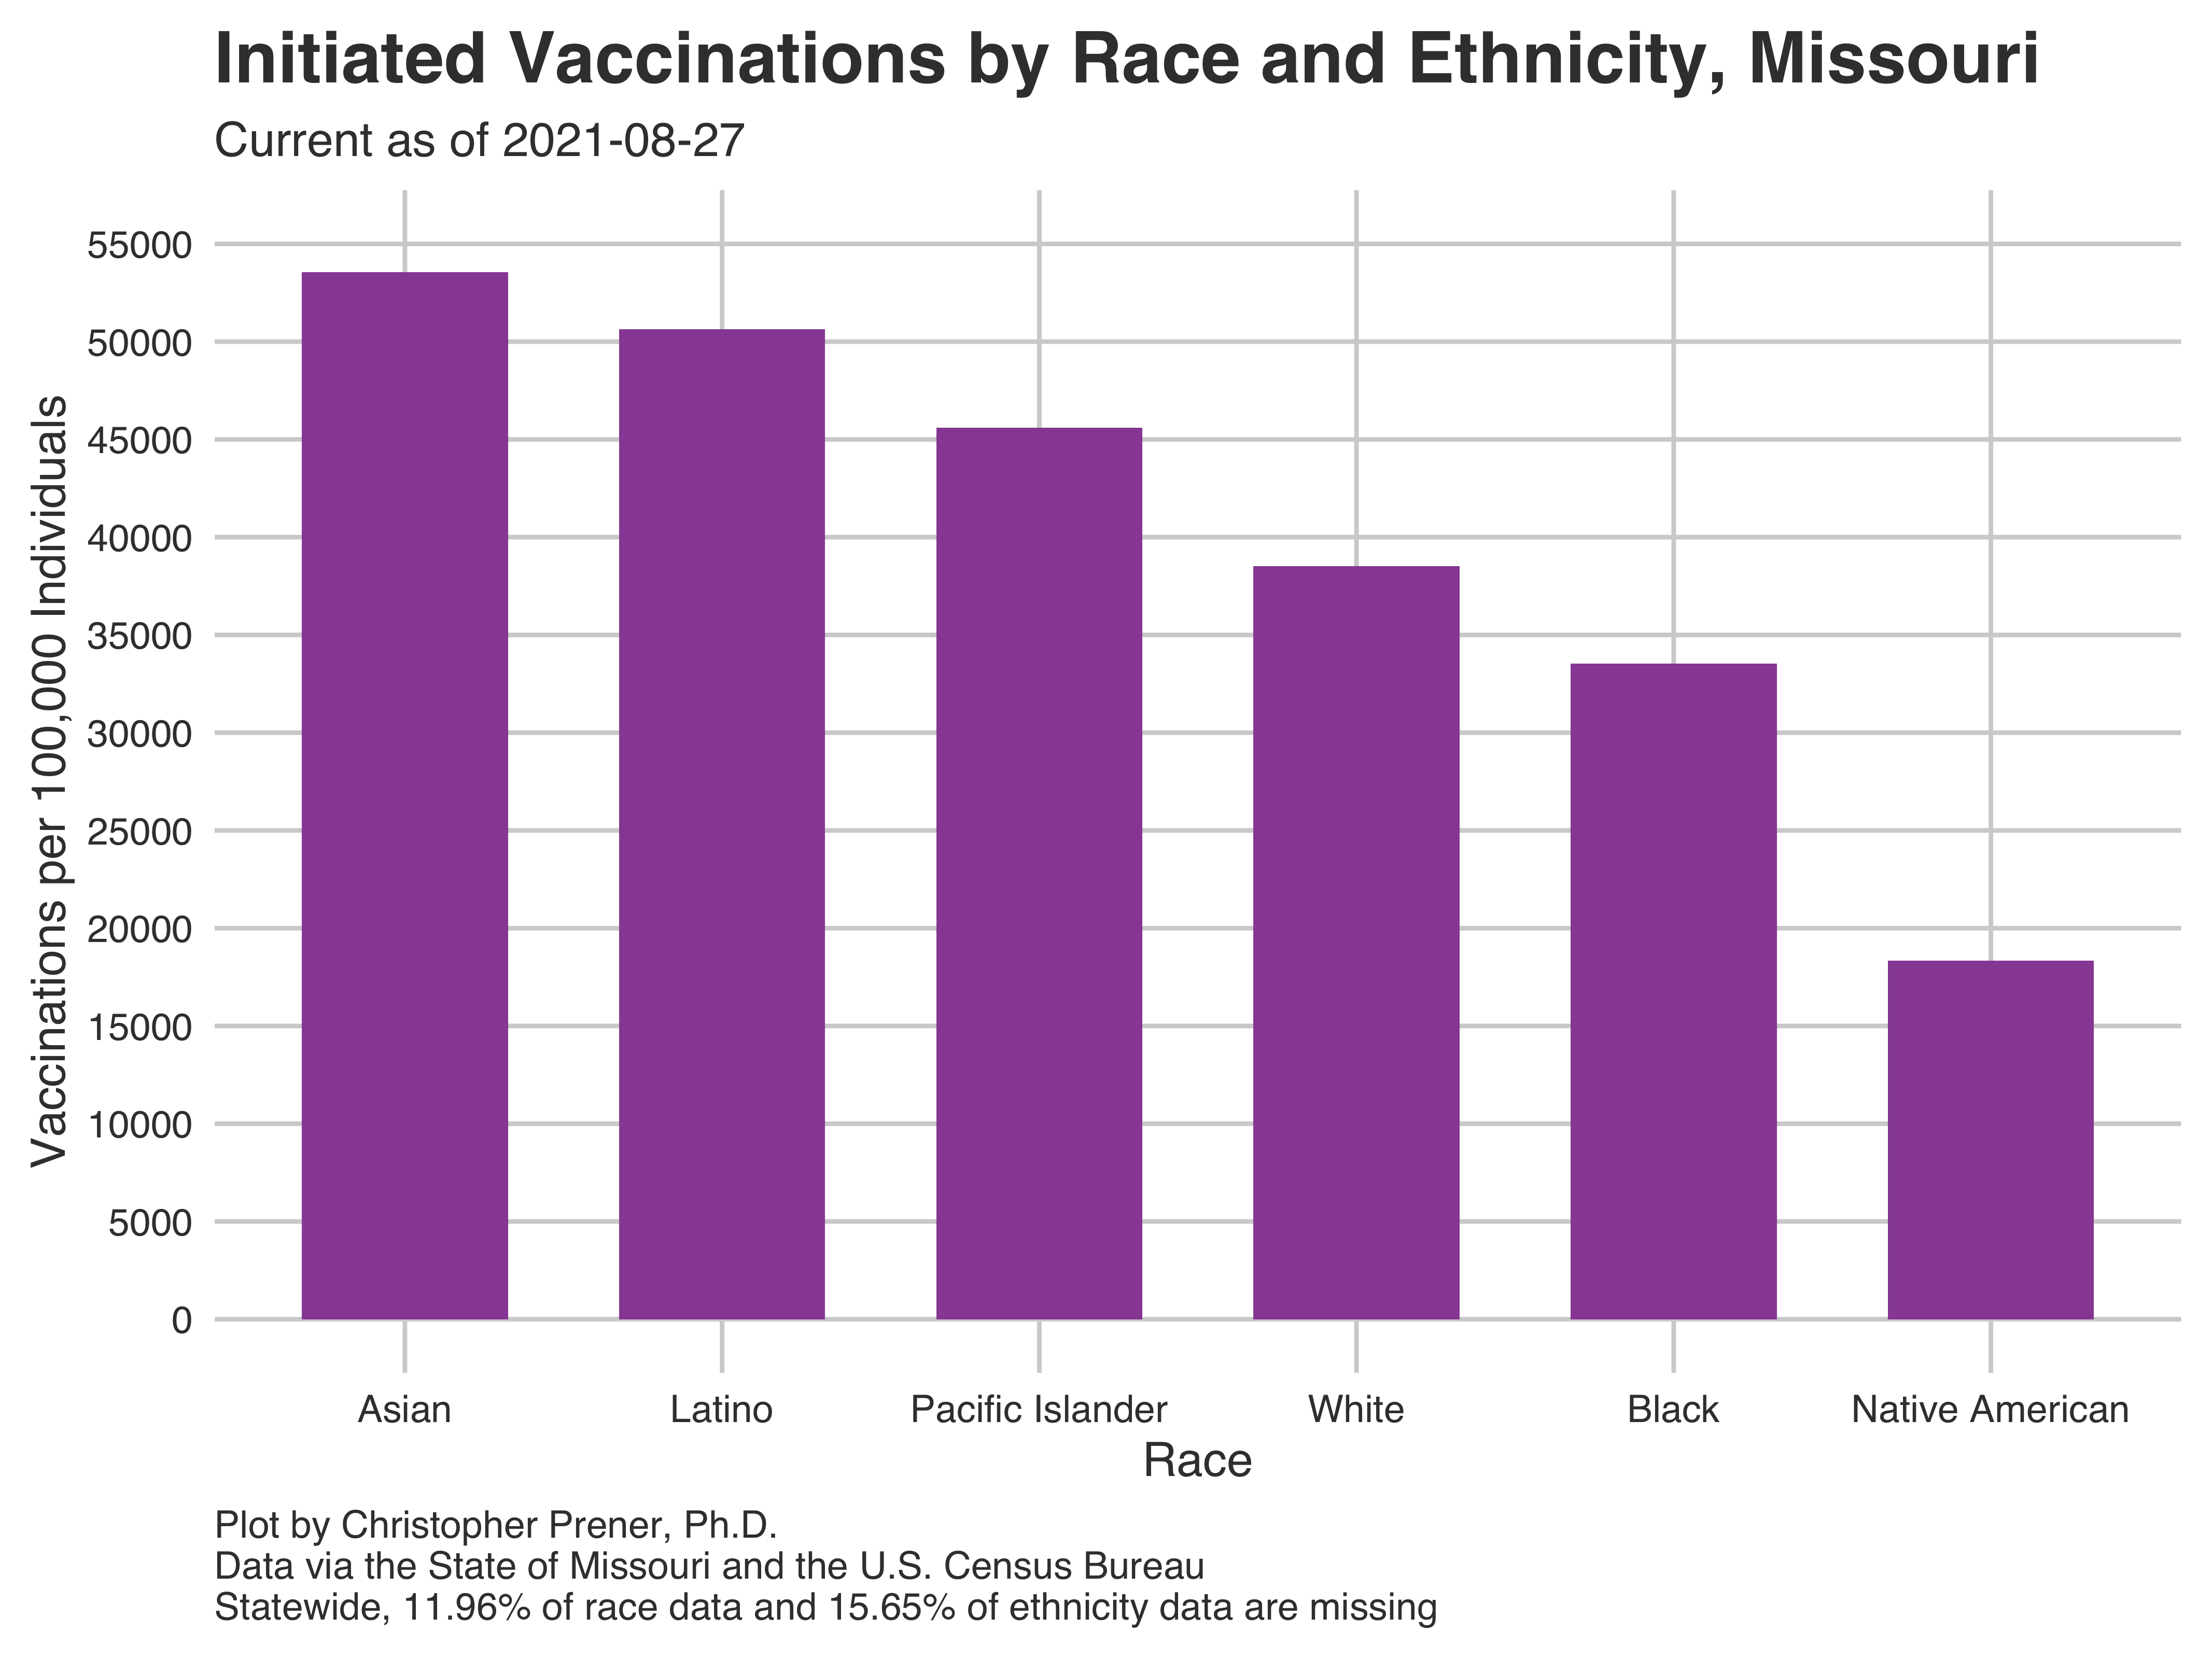 Initiated Vaccinations by Race and Ethnicity, Missouri
Current as of 2021-08-27
Vaccinations per 100,000 Individuals
55000
50000
45000
40000
35000
30000
25000
20000
15000
10000
5000
0
Asian Latino Pacific Islander White Black Native American
Race
Plot by Christopher Prener, Ph.D.
Data via the State of Missouri and the U.S. Census Bureau
Statewide, 11.96% of race data and 15.65% of ethnicity data are missing